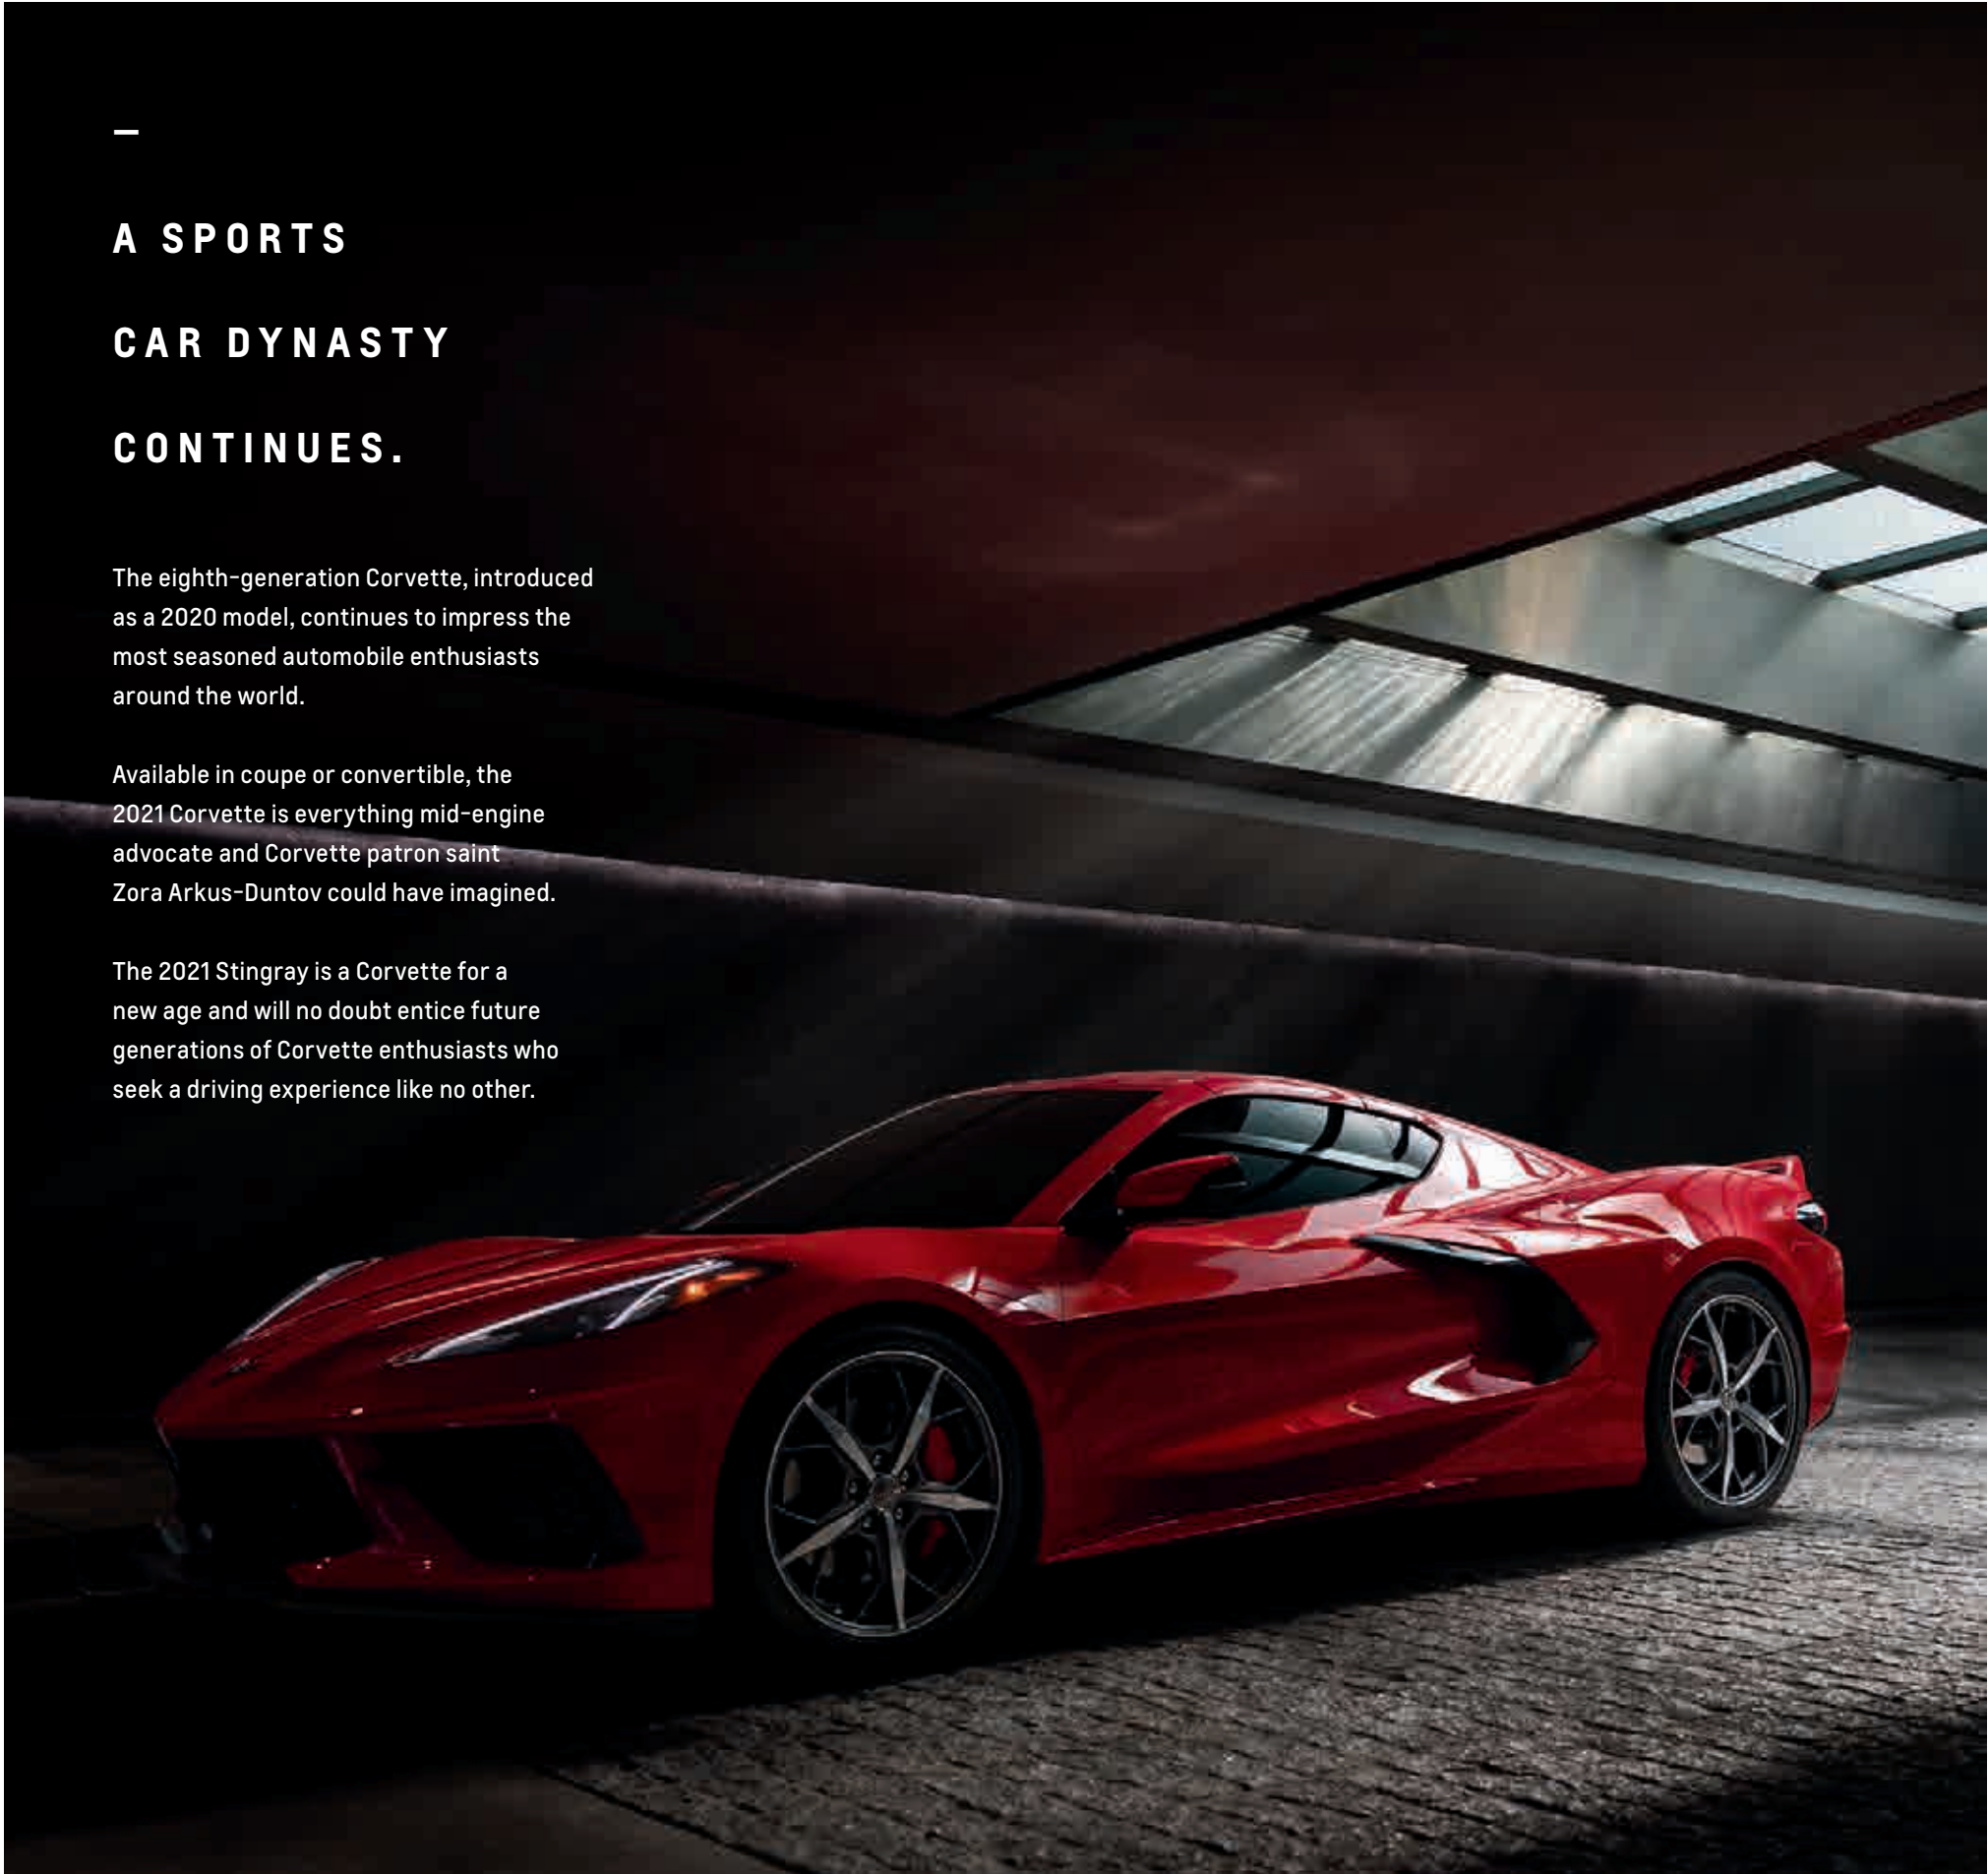 A SPORTS
CAR DYNASTY
CONTINUES.
The eighth-generation Corvette, introduced
as a 2020 model, continues to impress the
most seasoned automobile enthusiasts
around the world.
Available in coupe or convertible, the
2021 Corvette is everything mid-engine
advocate and Corvette patron saint
Zora Arkus-Duntov could have imagined.
The 2021 Stingray is a Corvette for a
new age and will no doubt entice future
generations of Corvette enthusiasts who
seek a driving experience like no other.